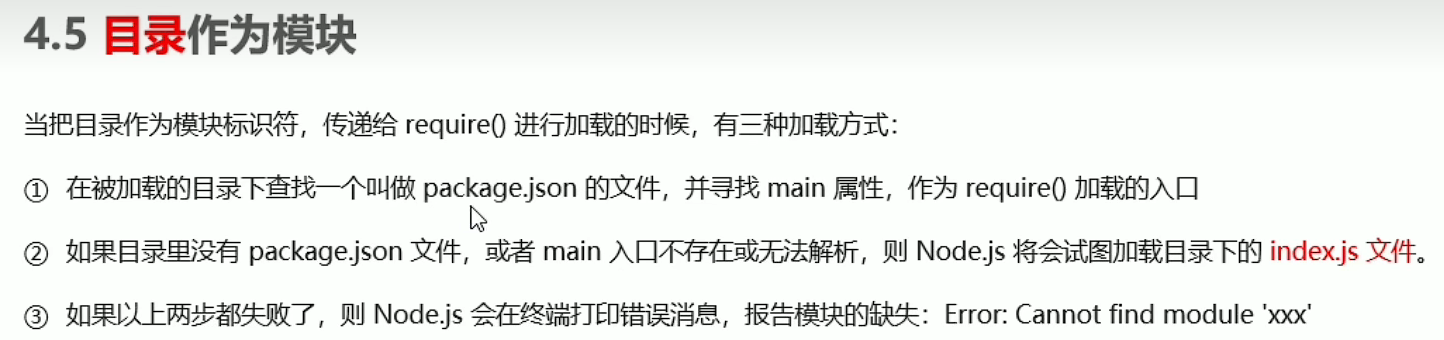 4.5 目录作为模块
当把目录作为模块标识符，传递给 require() 进行加载的时候，有三种加载方式：
① 在被加载的目录下查找一个叫做 package.json 的文件，并寻找 main 属性，作为 require() 加载的入口
② 如果目录里没有 package.json 文件，或者 main 入口不存在或无法解析，则 Node.js 将会试图加载目录下的 index.js 文件。
③ 如果以上两步都失败了，则 Node.js 会在终端打印错误消息，报告模块的缺失：Error: Cannot find module 'xxx'